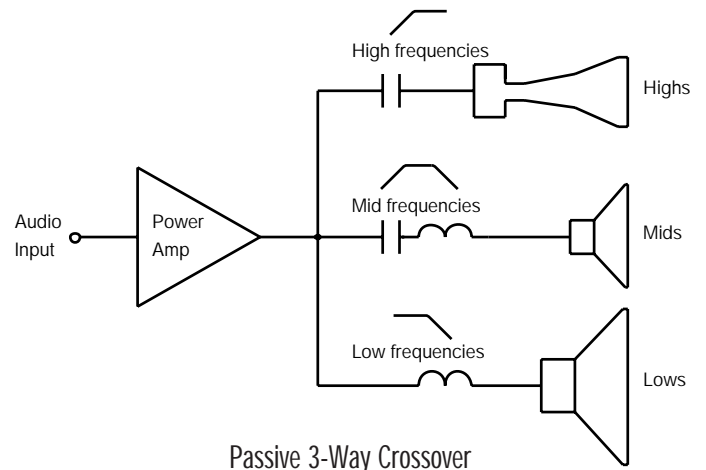 High frequencies
Highs
Mid frequencies
Audio
Input
Power
Amp
Mids
Low frequencies
Lows
Passive 3-Way Crossover